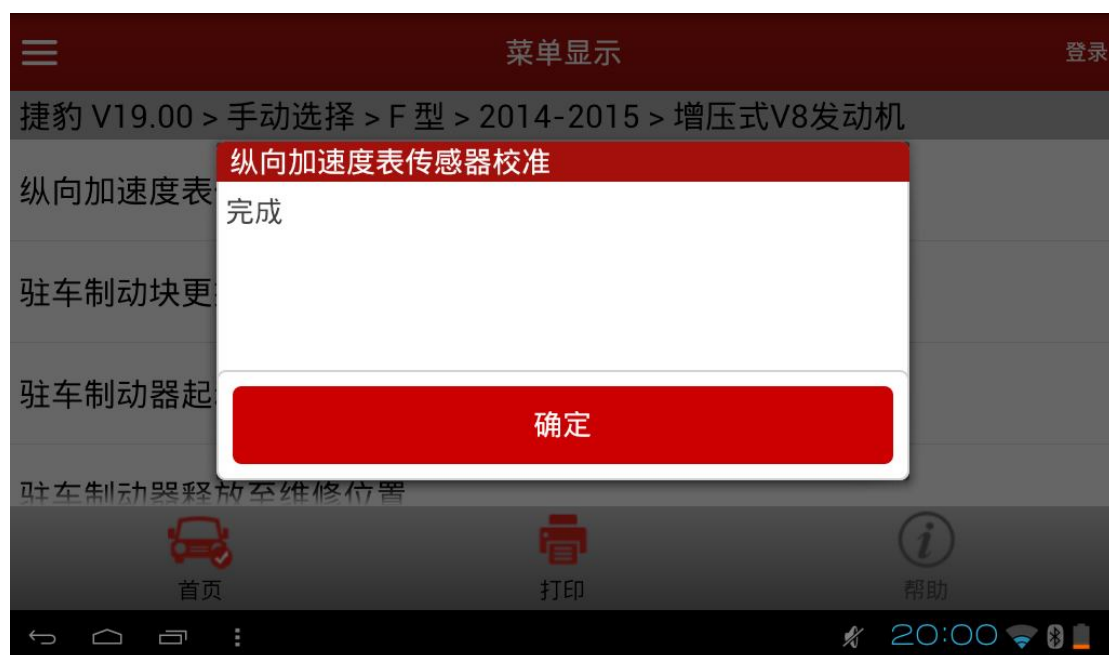 菜单显示
登录
捷豹 V19.00 > 手动选择 > F 型 > 2014-2015 > 增压式V8发动机
纵向加速度表传感器校准
纵向加速度表
完成
驻车制动块更
驻车制动器起
确定
驻车制动器释放至维修位置
首页
打印
帮助
20:00